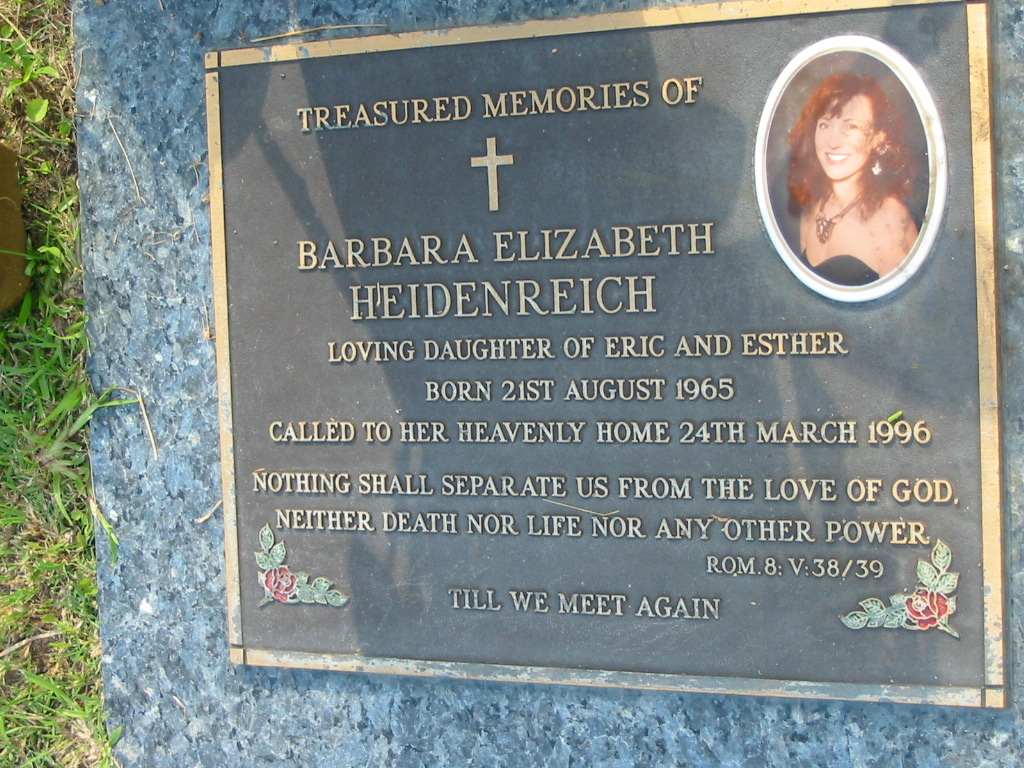 TREASURED MEMORIES OF
BARBARA ELIZABETH
HEIDENREICH
LOVING DAUGHTER OF ERIC AND ESTHER
BORN 21ST AUGUST 1965
CALLED TO HER HEAVENLY HOME 24TH MARCH 1996
NOTHING SHALL SEPARATE US FROM THE LOVE OF GOD,
NEITHER DEATH NOR LIFE NOR ANY OTHER POWER
ROM.8: V:38/39
TILL WE MEET AGAIN